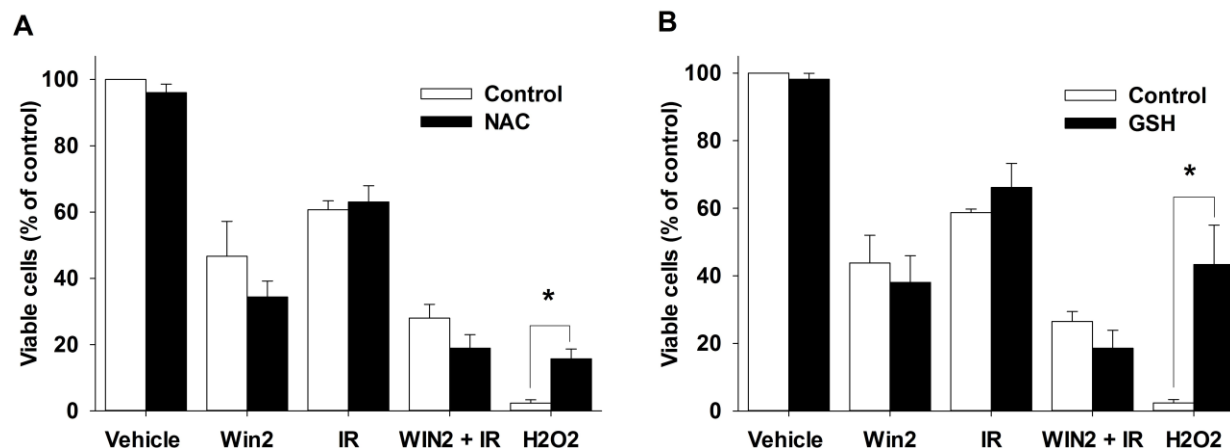 A
Viable cells (% of control)
100
80
60
40
20
0
Control
NAC
*
Vehicle Win2 IR WIN2 + IR H2O2
B
Viable cells (% of control)
100
80
60
40
20
0
Control
GSH
*
Vehicle Win2 IR WIN2 + IR H2O2